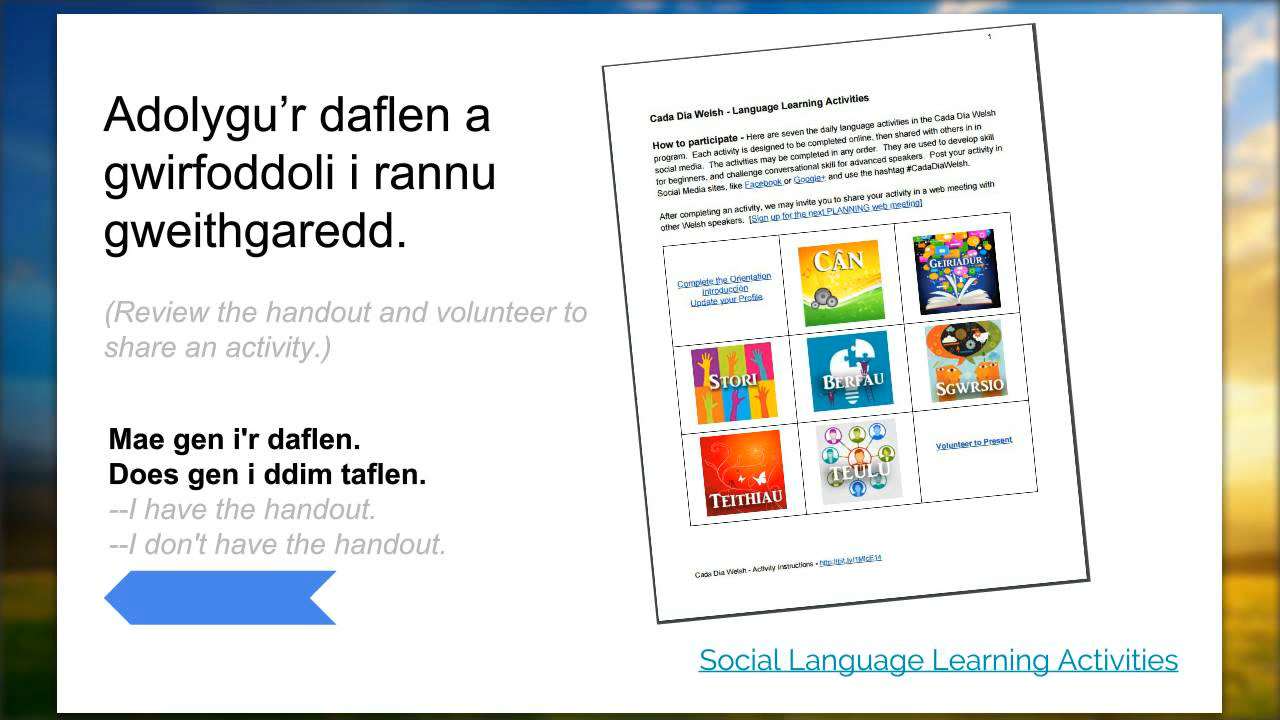 Adolygu’r daflen a
gwirfoddoli i rannu
gweithgaredd.
(Review the handout and volunteer to
share an activity.)
Mae gen i'r daflen.
Does gen i ddim taflen.
--I have the handout.
--I don't have the handout.
1
Cada Dia Welsh - Language Learning Activities
How to participate - Here are seven the daily language activities in the Cada Dia Welsh
program. Each activity is designed to be completed online, then shared with others in in
social media. The activities may be completed in any order. They are used to develop skill
for beginners, and challenge conversational skill for advanced speakers. Post your activity in
Social Media sites, like Facebook or Google+ and use the hashtag #CadaDiaWelsh.
After completing an activity, we may invite you to share your activity in a web meeting with
other Welsh speakers. [Sign up for the next PLANNING web meeting]
Complete the Orientation
Introducción
Update your Profile
CÂN
GEIRIADUR
STORI
BERFAU
SGWRSIO
TEITHIAU
TEULU
Volunteer to Present
Cada Dia Welsh - Activity Instructions -
Social Language Learning Activities